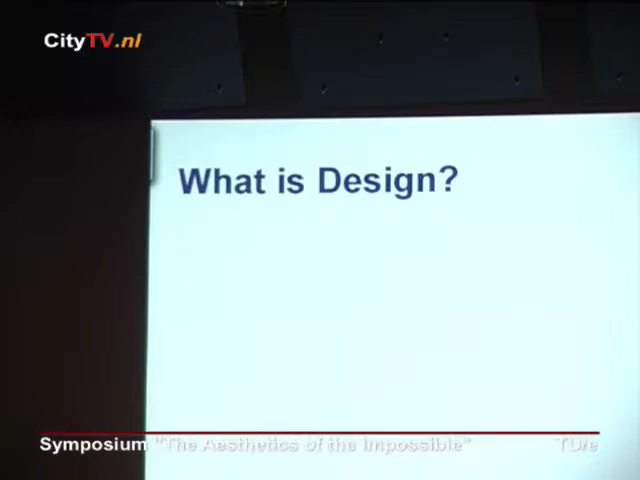 CityTV.nl
What is Design?
Symposium "The Aesthetics of the Impossible" TU/e